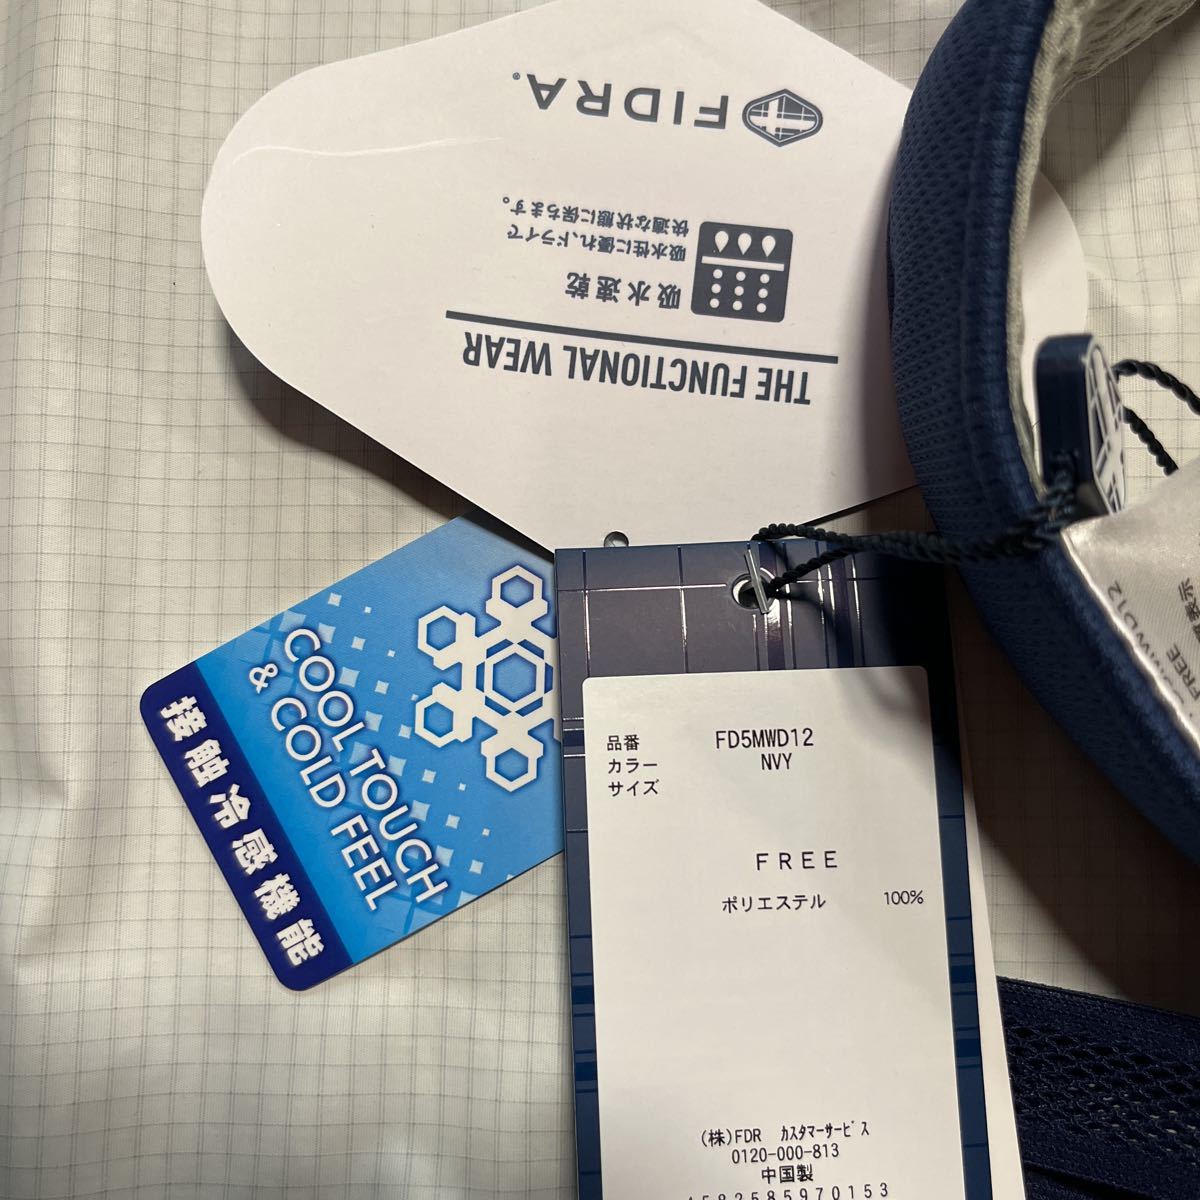 FIDRA®
吸水速乾
吸水性に優れ、ドライで
快適な状態に保ちます。
THE FUNCTIONAL WEAR
COOL TOUCH
& COLD FEEL
接触冷感機能
品番 FD5MWD12
カラー NVY
サイズ
FREE
ポリエステル 100%
(株)FDR カスタマーサービス
0120-000-813
中国製
4582585970153
FREE